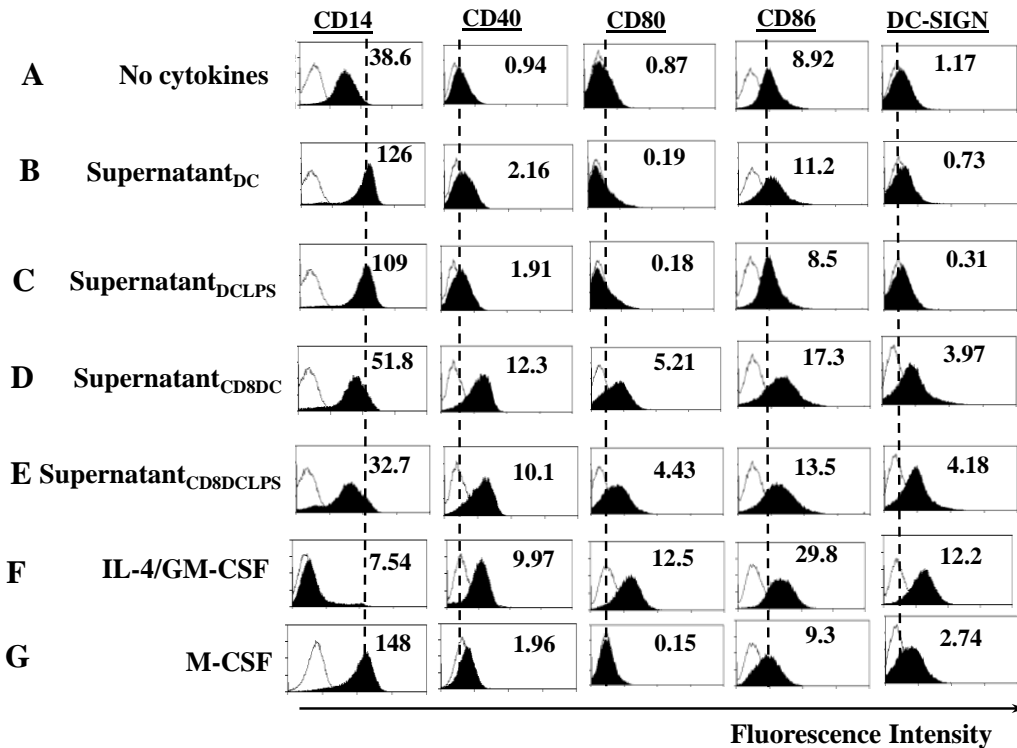 CD14 CD40 CD80 CD86 DC-SIGN
A No cytokines 38.6 0.94 0.87 8.92 1.17
B Supernatant_DC 126 2.16 0.19 11.2 0.73
C Supernatant_DCLPS 109 1.91 0.18 8.5 0.31
D Supernatant_CD8DC 51.8 12.3 5.21 17.3 3.97
E Supernatant_CD8DCLPS 32.7 10.1 4.43 13.5 4.18
F IL-4/GM-CSF 7.54 9.97 12.5 29.8 12.2
G M-CSF 148 1.96 0.15 9.3 2.74
Fluorescence Intensity